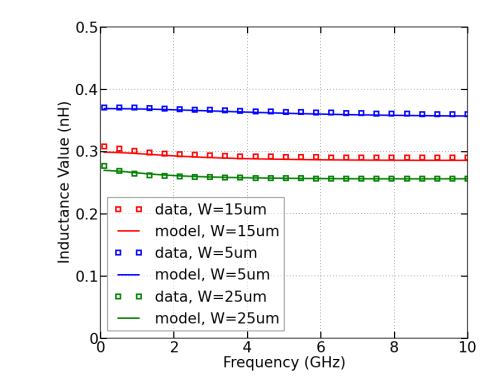 0.5
0.4
0.3
0.2
0.1
0
Inductance Value (nH)
data, W=15um
model, W=15um
data, W=5um
model, W=5um
data, W=25um
model, W=25um
0 2 4 6 8 10
Frequency (GHz)